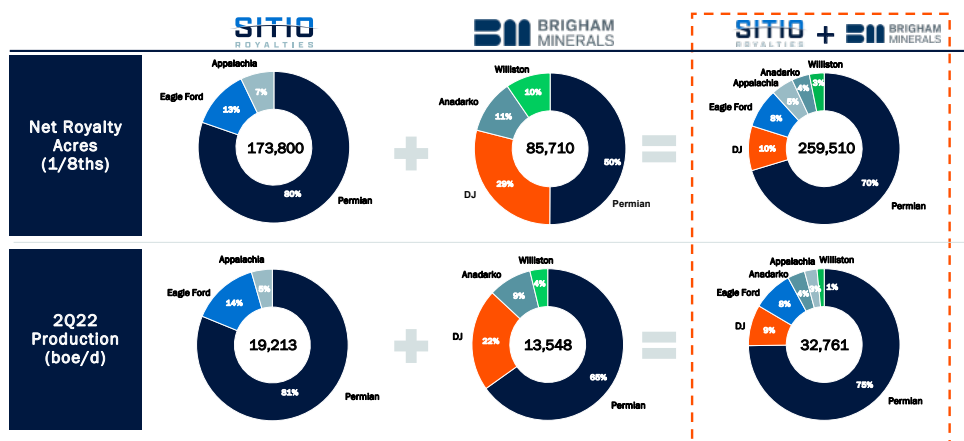 SITIO
ROYALTIES
BRIGHAM
MINERALS
SITIO
ROYALTIES
+
BRIGHAM
MINERALS
Net Royalty
Acres
(1/8ths)
Appalachia
7%
Eagle Ford
13%
173,800
80%
Permian
+
Williston
10%
Anadarko
11%
85,710
50%
29%
DJ
Permian
=
Williston
3%
Anadarko
4%
Appalachia
5%
Eagle Ford
8%
DJ
10%
259,510
70%
Permian
2Q22
Production
(boe/d)
Appalachia
5%
Eagle Ford
14%
19,213
81%
Permian
+
Williston
4%
Anadarko
9%
DJ
22%
13,548
65%
Permian
=
Appalachia
Williston
3%
1%
Anadarko
4%
Eagle Ford
8%
DJ
9%
32,761
75%
Permian